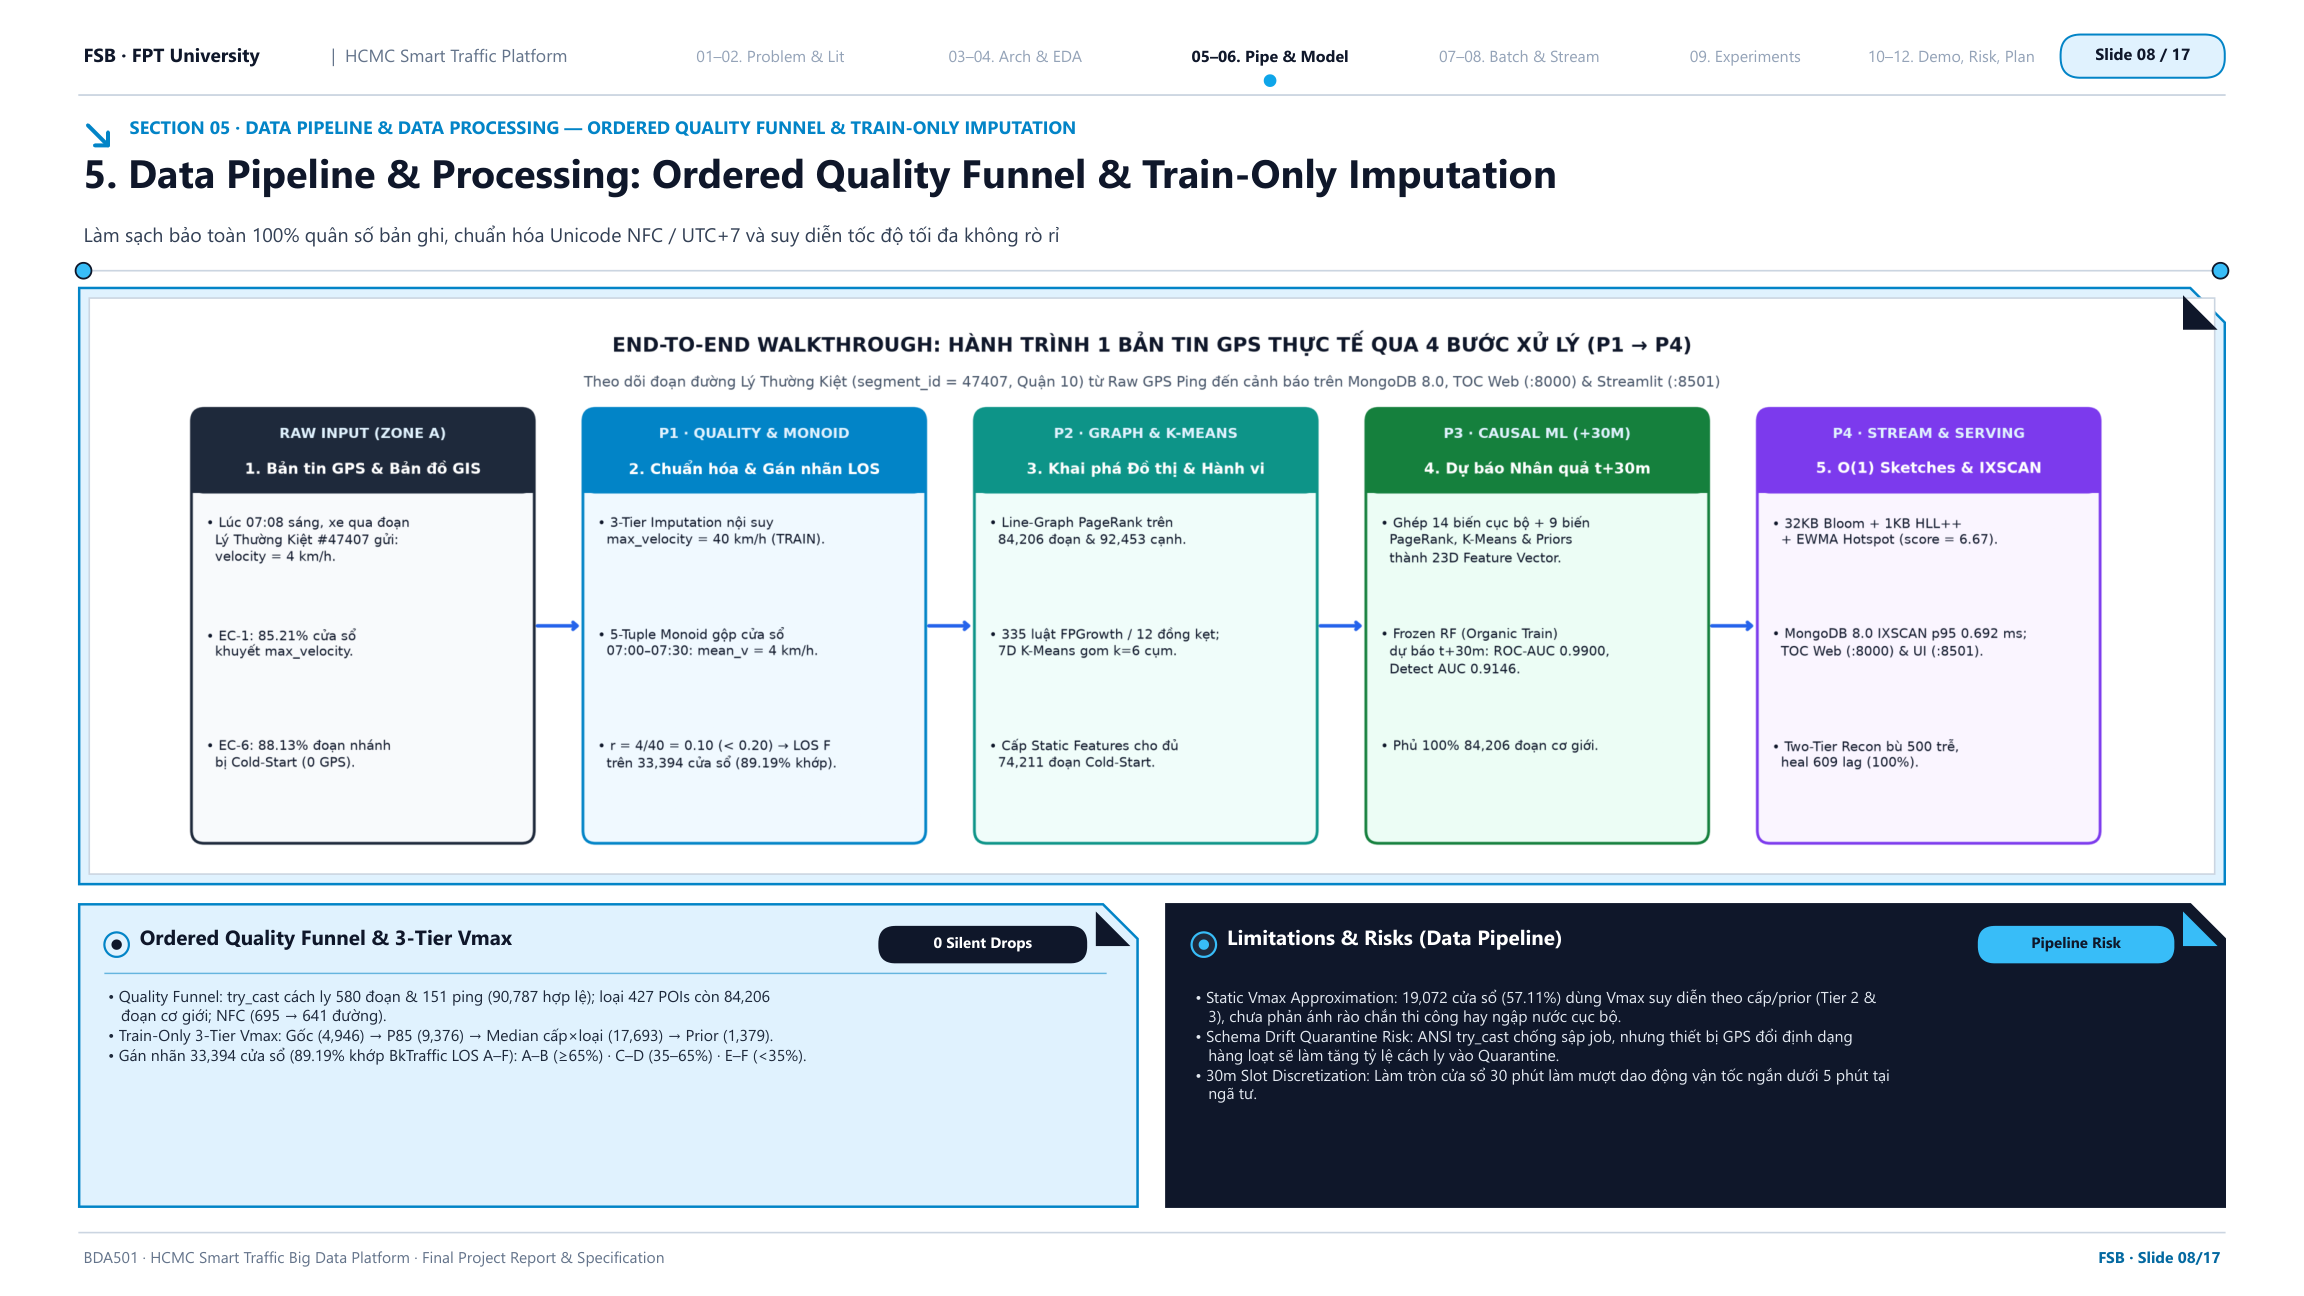 FSB · FPT University | HCMC Smart Traffic Platform 01–02. Problem & Lit 03–04. Arch & EDA 05–06. Pipe & Model 07–08. Batch & Stream 09. Experiments 10–12. Demo, Risk, Plan Slide 08 / 17
SECTION 05 · DATA PIPELINE & DATA PROCESSING — ORDERED QUALITY FUNNEL & TRAIN-ONLY IMPUTATION
5. Data Pipeline & Processing: Ordered Quality Funnel & Train-Only Imputation
Làm sạch bảo toàn 100% quân số bản ghi, chuẩn hóa Unicode NFC / UTC+7 và suy diễn tốc độ tối đa không rò rỉ
END-TO-END WALKTHROUGH: HÀNH TRÌNH 1 BẢN TIN GPS THỰC TẾ QUA 4 BƯỚC XỬ LÝ (P1 → P4)
Theo dõi đoạn đường Lý Thường Kiệt (segment_id = 47407, Quận 10) từ Raw GPS Ping đến cảnh báo trên MongoDB 8.0, TOC Web (:8000) & Streamlit (:8501)
RAW INPUT (ZONE A)
1. Bản tin GPS & Bản đồ GIS
• Lúc 07:08 sáng, xe qua đoạn
Lý Thường Kiệt #47407 gửi:
velocity = 4 km/h.
• EC-1: 85.21% cửa sổ
khuyết max_velocity.
• EC-6: 88.13% đoạn nhánh
bị Cold-Start (0 GPS).
P1 · QUALITY & MONOID
2. Chuẩn hóa & Gán nhãn LOS
• 3-Tier Imputation nội suy
max_velocity = 40 km/h (TRAIN).
• 5-Tuple Monoid gộp cửa sổ
07:00–07:30: mean_v = 4 km/h.
• r = 4/40 = 0.10 (< 0.20) → LOS F
trên 33,394 cửa sổ (89.19% khớp).
P2 · GRAPH & K-MEANS
3. Khai phá Đồ thị & Hành vi
• Line-Graph PageRank trên
84,206 đoạn & 92,453 cạnh.
• 335 luật FPGrowth / 12 đồng kẹt;
7D K-Means gom k=6 cụm.
• Cấp Static Features cho đủ
74,211 đoạn Cold-Start.
P3 · CAUSAL ML (+30M)
4. Dự báo Nhân quả t+30m
• Ghép 14 biến cục bộ + 9 biến
PageRank, K-Means & Priors
thành 23D Feature Vector.
• Frozen RF (Organic Train)
dự báo t+30m: ROC-AUC 0.9900,
Detect AUC 0.9146.
• Phủ 100% 84,206 đoạn cơ giới.
P4 · STREAM & SERVING
5. O(1) Sketches & IXSCAN
• 32KB Bloom + 1KB HLL++
+ EWMA Hotspot (score = 6.67).
• MongoDB 8.0 IXSCAN p95 0.692 ms;
TOC Web (:8000) & UI (:8501).
• Two-Tier Recon bù 500 trễ,
heal 609 lag (100%).
Ordered Quality Funnel & 3-Tier Vmax
0 Silent Drops
• Quality Funnel: try_cast cách ly 580 đoạn & 151 ping (90,787 hợp lệ); loại 427 POIs còn 84,206
đoạn cơ giới; NFC (695 → 641 đường).
• Train-Only 3-Tier Vmax: Gốc (4,946) → P85 (9,376) → Median cấp×loại (17,693) → Prior (1,379).
• Gán nhãn 33,394 cửa sổ (89.19% khớp BkTraffic LOS A–F): A–B (≥65%) · C–D (35–65%) · E–F (<35%).
Limitations & Risks (Data Pipeline)
Pipeline Risk
• Static Vmax Approximation: 19,072 cửa sổ (57.11%) dùng Vmax suy diễn theo cấp/prior (Tier 2 &
3), chưa phản ánh rào chắn thi công hay ngập nước cục bộ.
• Schema Drift Quarantine Risk: ANSI try_cast chống sập job, nhưng thiết bị GPS đổi định dạng
hàng loạt sẽ làm tăng tỷ lệ cách ly vào Quarantine.
• 30m Slot Discretization: Làm tròn cửa sổ 30 phút làm mượt dao động vận tốc ngắn dưới 5 phút tại
ngã tư.
BDA501 · HCMC Smart Traffic Big Data Platform · Final Project Report & Specification
FSB · Slide 08/17